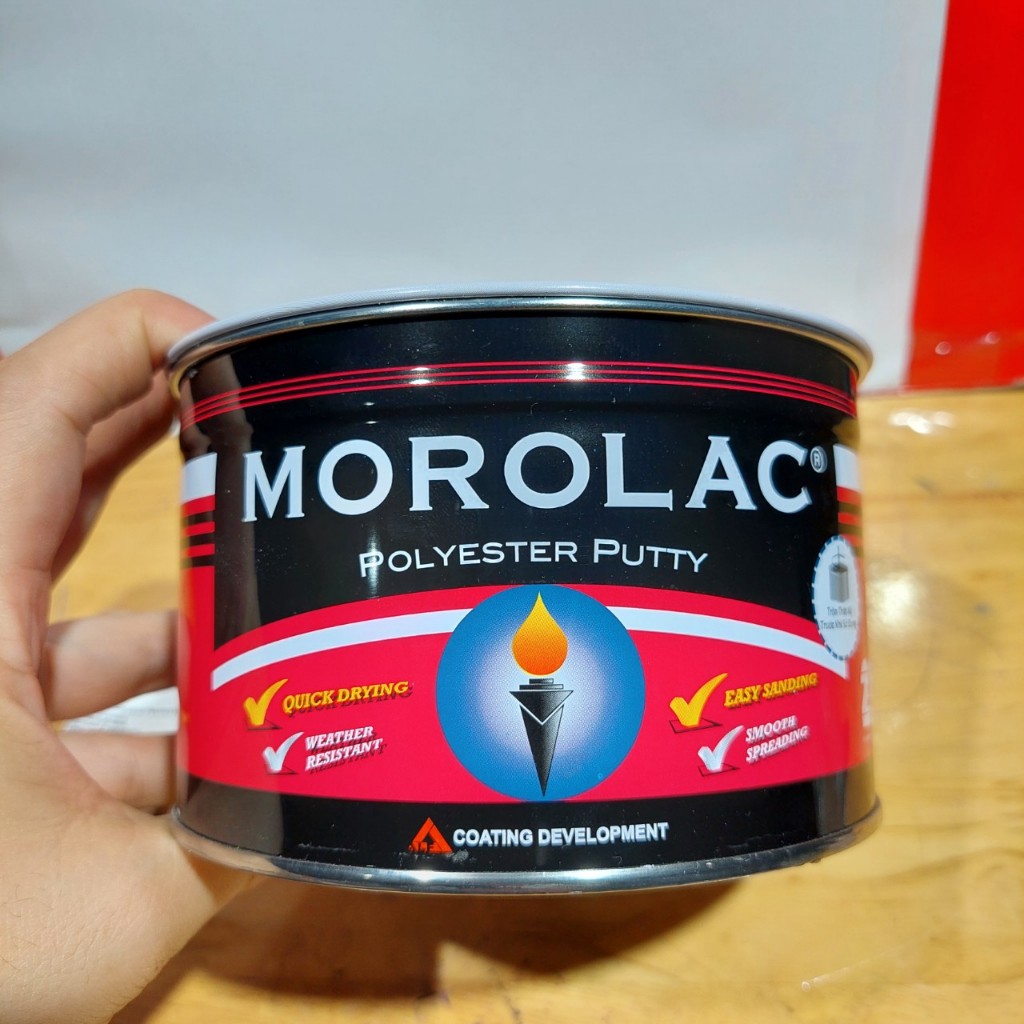 MOROLAC®
POLYESTER PUTTY
QUICK DRYING
WEATHER
RESISTANT
EASY SANDING
SMOOTH
SPREADING
COATING DEVELOPMENT